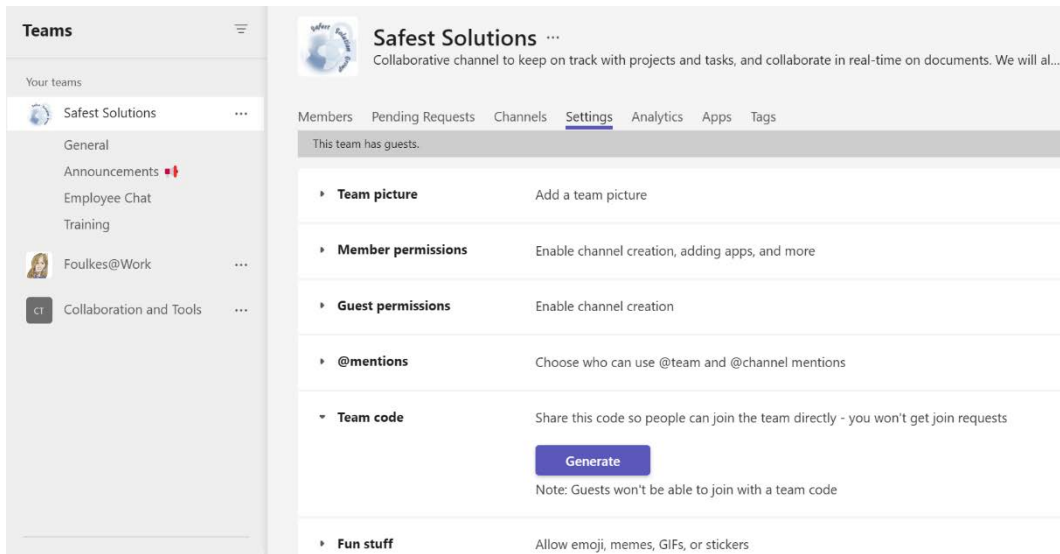 Teams
Your teams
Safest Solutions ...
General
Announcements
Employee Chat
Training
Foulkes@Work ...
CT Collaboration and Tools ...
Safest Solutions ...
Collaborative channel to keep on track with projects and tasks, and collaborate in real-time on documents. We will al...
Members Pending Requests Channels Settings Analytics Apps Tags
This team has guests.
Team picture Add a team picture
Member permissions Enable channel creation, adding apps, and more
Guest permissions Enable channel creation
@mentions Choose who can use @team and @channel mentions
Team code Share this code so people can join the team directly - you won't get join requests
Generate
Note: Guests won't be able to join with a team code
Fun stuff Allow emoji, memes, GIFs, or stickers